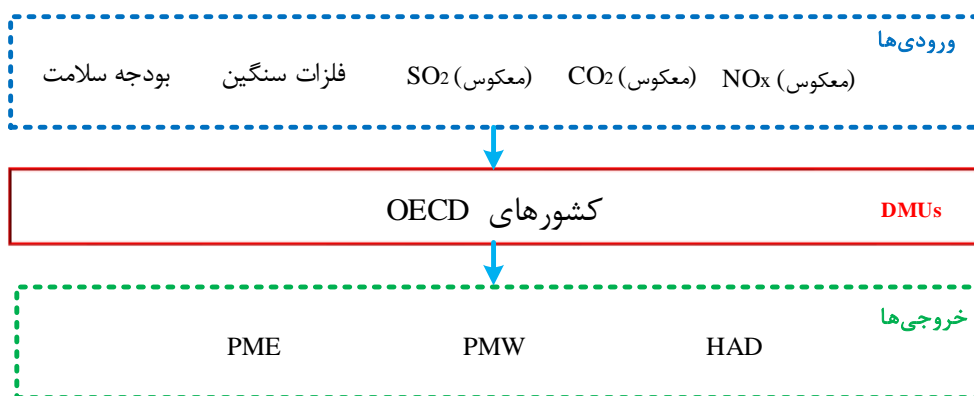 ورودی‌ها
NOx (معکوس) CO2 (معکوس) SO2 (معکوس) فلزات سنگین بودجه سلامت
DMUs کشورهای OECD
خروجی‌ها
PME PMW HAD